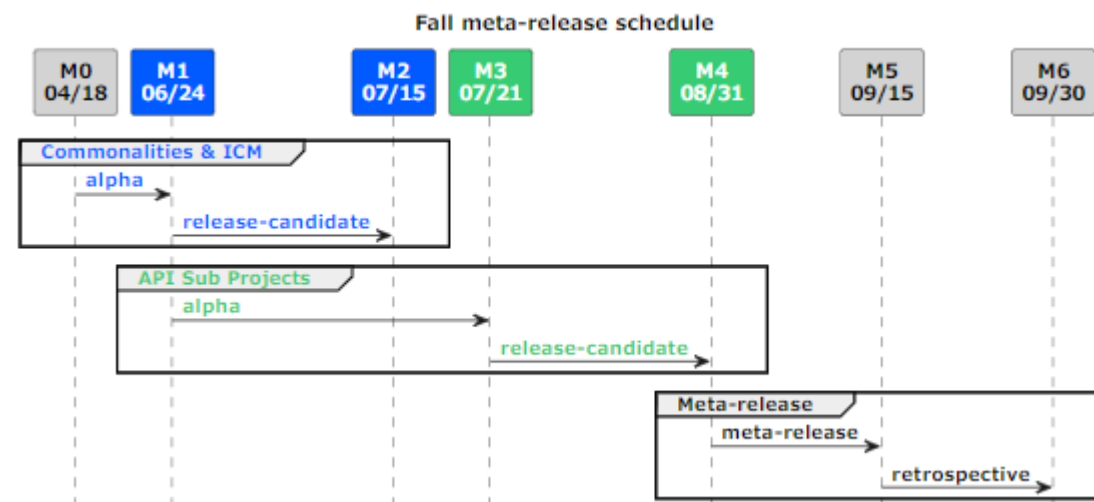 Fall meta-release schedule
M0
04/18
M1
06/24
M2
07/15
M3
07/21
M4
08/31
M5
09/15
M6
09/30
Commonalities & ICM
alpha
release-candidate
API Sub Projects
alpha
release-candidate
Meta-release
meta-release
retrospective